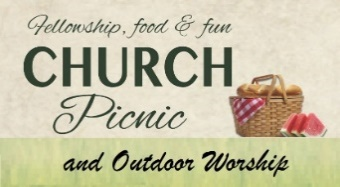 Fellowship, food & fun
CHURCH
Picnic
and Outdoor Worship